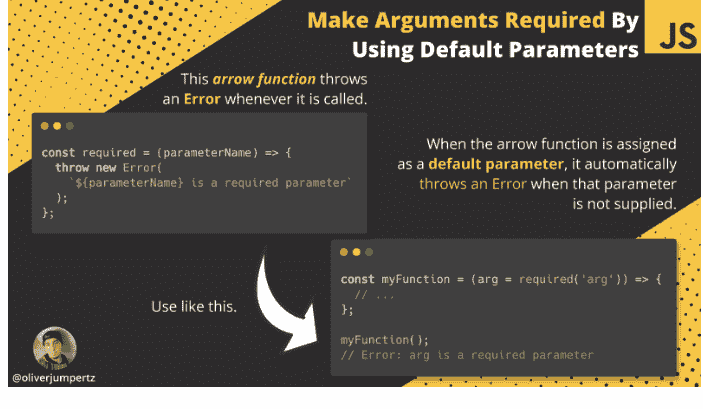 Make Arguments Required By
Using Default Parameters
JS
This arrow function throws
an Error whenever it is called.
const required = (parameterName) => {
throw new Error(
`${parameterName} is a required parameter`
);
};
When the arrow function is assigned
as a default parameter, it automatically
throws an Error when that parameter
is not supplied.
Use like this.
const myFunction = (arg = required('arg')) => {
// ...
};
myFunction();
// Error: arg is a required parameter
@oliverjumpertz